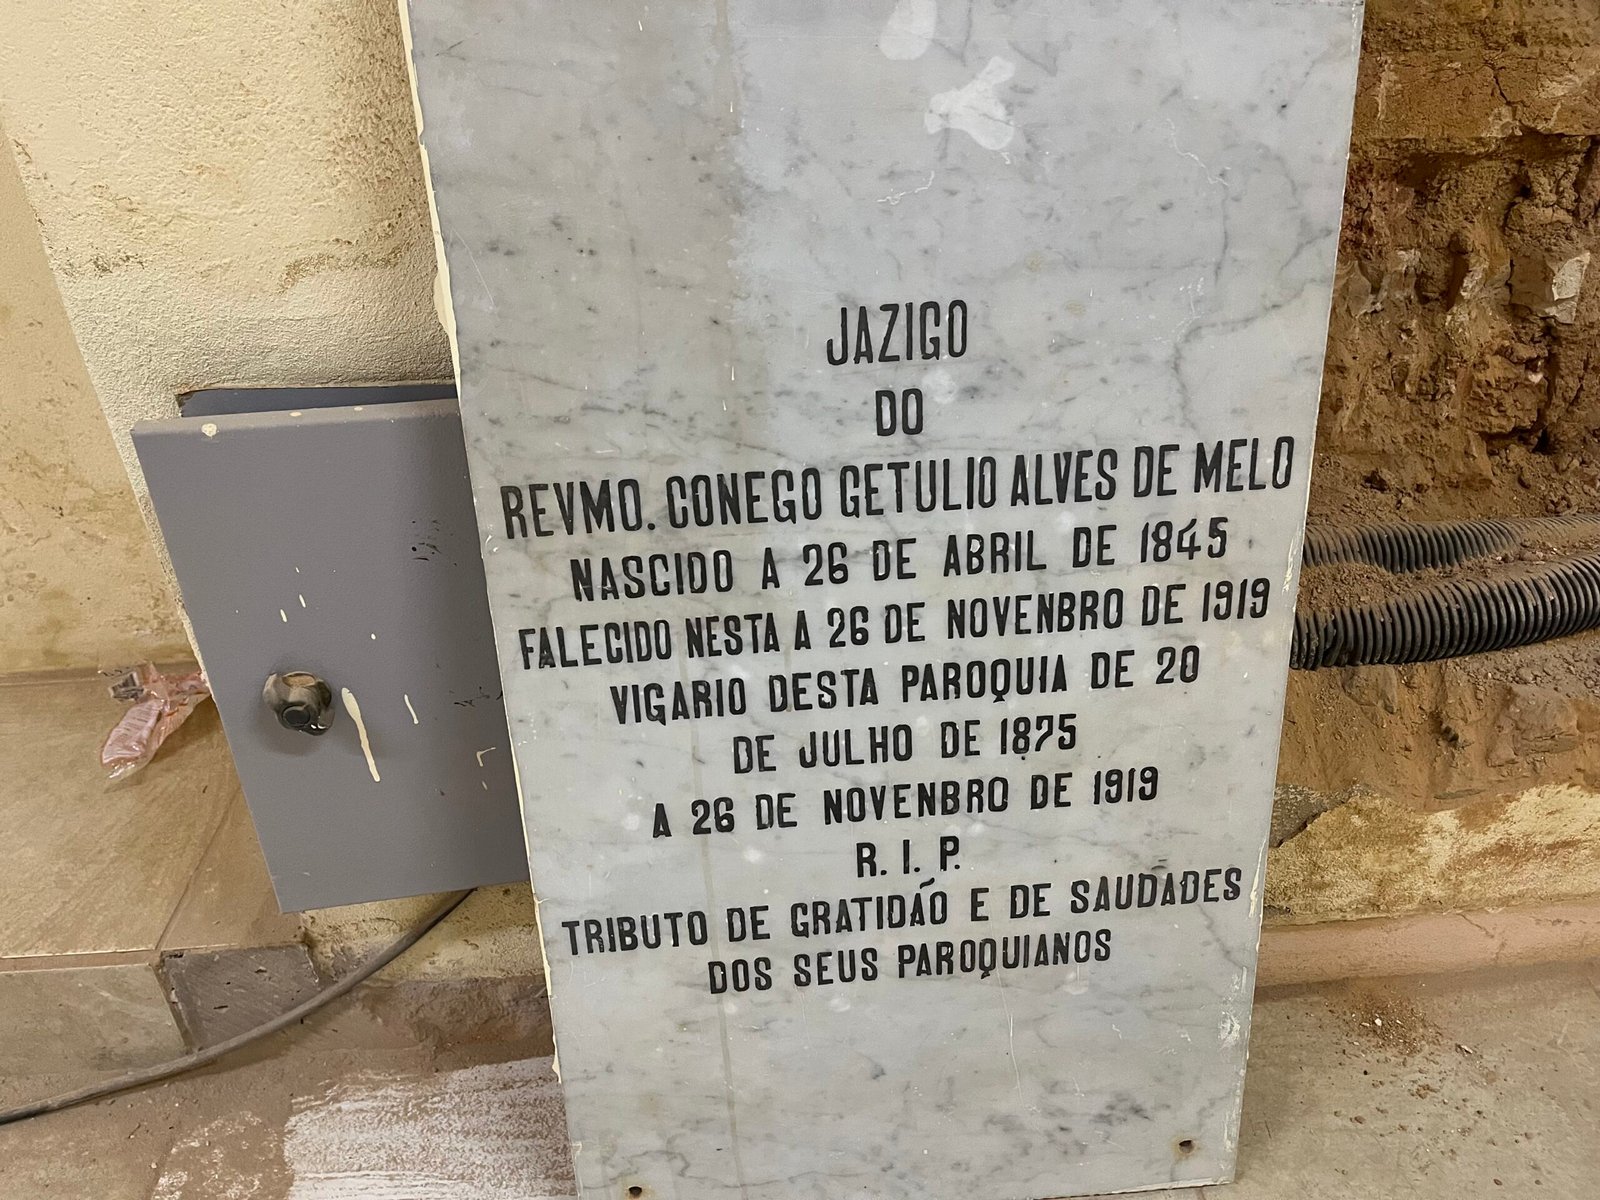 JAZIGO
DO
REVMO. CONEGO GETULIO ALVES DE MELO
NASCIDO A 26 DE ABRIL DE 1845
FALECIDO NESTA A 26 DE NOVENBRO DE 1919
VIGARIO DESTA PAROQUIA DE 20
DE JULHO DE 1875
A 26 DE NOVENBRO DE 1919
R. I. P.
TRIBUTO DE GRATIDÃO E DE SAUDADES
DOS SEUS PAROQUIANOS